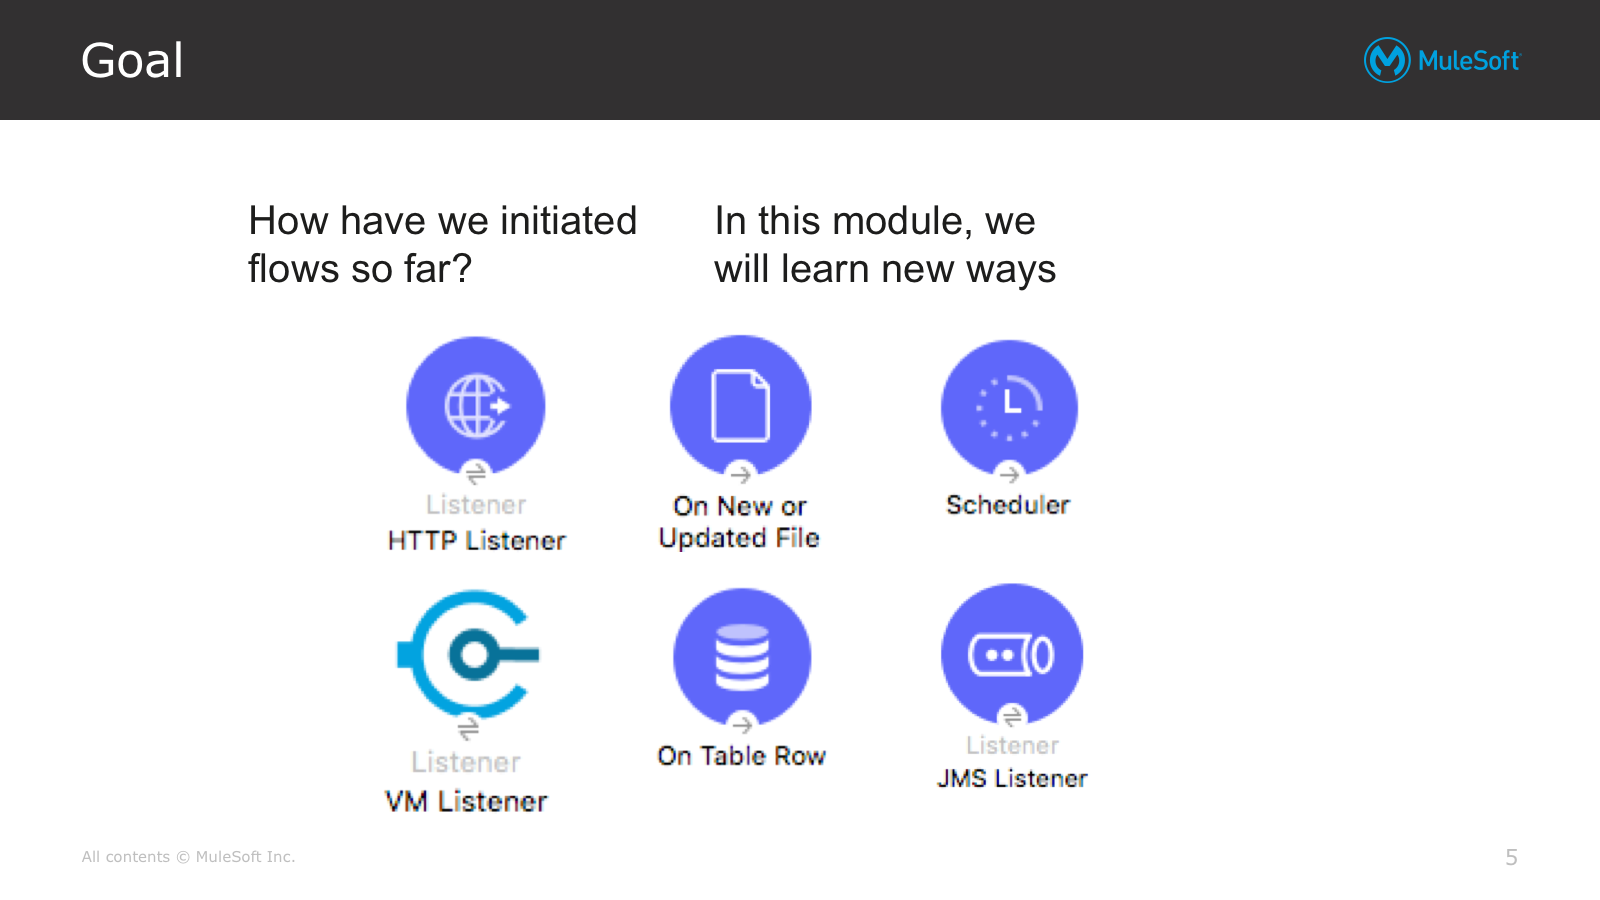 Goal
MuleSoft
How have we initiated
flows so far?
In this module, we
will learn new ways
Listener
HTTP Listener
On New or
Updated File
Scheduler
Listener
VM Listener
On Table Row
Listener
JMS Listener
All contents © MuleSoft Inc.
5